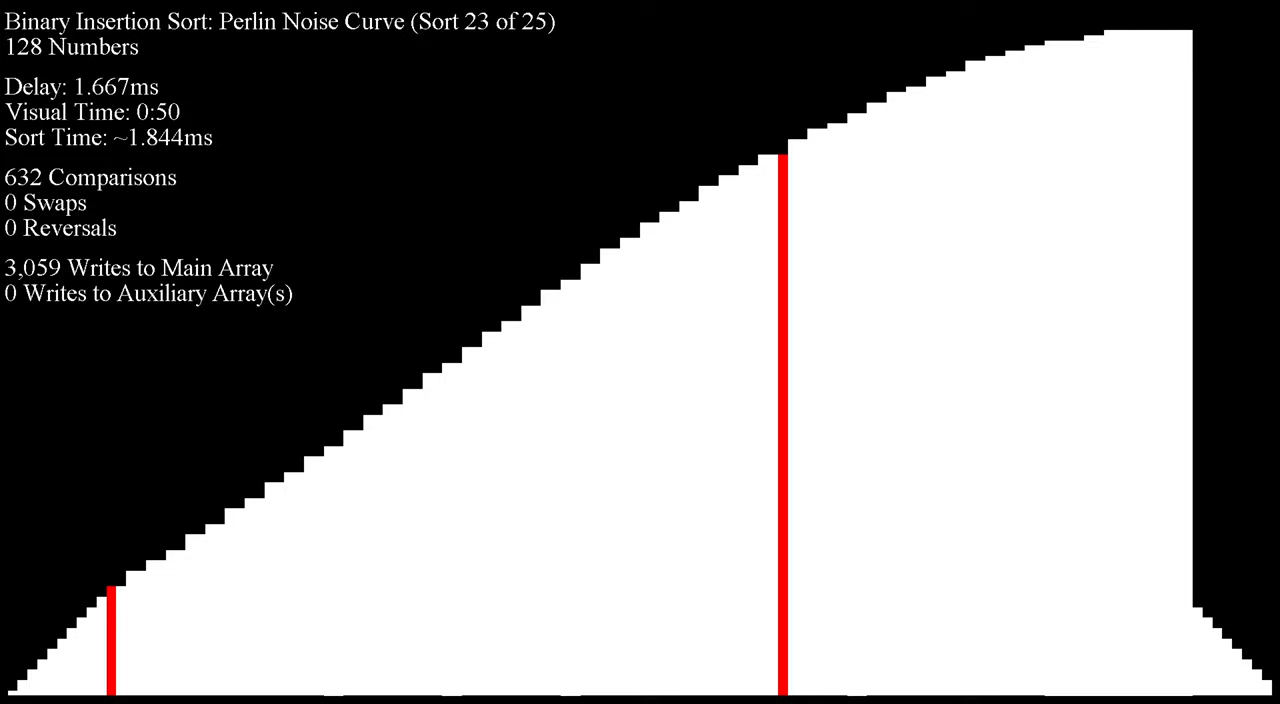 Binary Insertion Sort: Perlin Noise Curve (Sort 23 of 25)
128 Numbers
Delay: 1.667ms
Visual Time: 0:50
Sort Time: ~1.844ms
632 Comparisons
0 Swaps
0 Reversals
3,059 Writes to Main Array
0 Writes to Auxiliary Array(s)